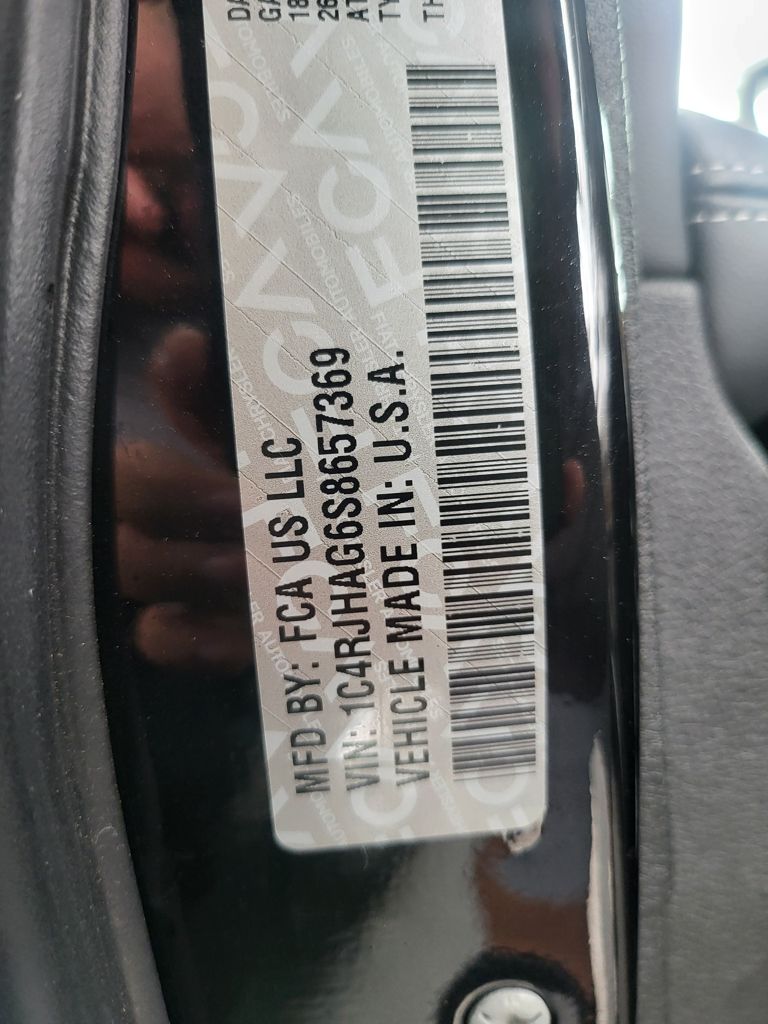 MFD BY: FCA US LLC
VIN: 1C4RJHAG6S8657369
VEHICLE MADE IN: U.S.A.